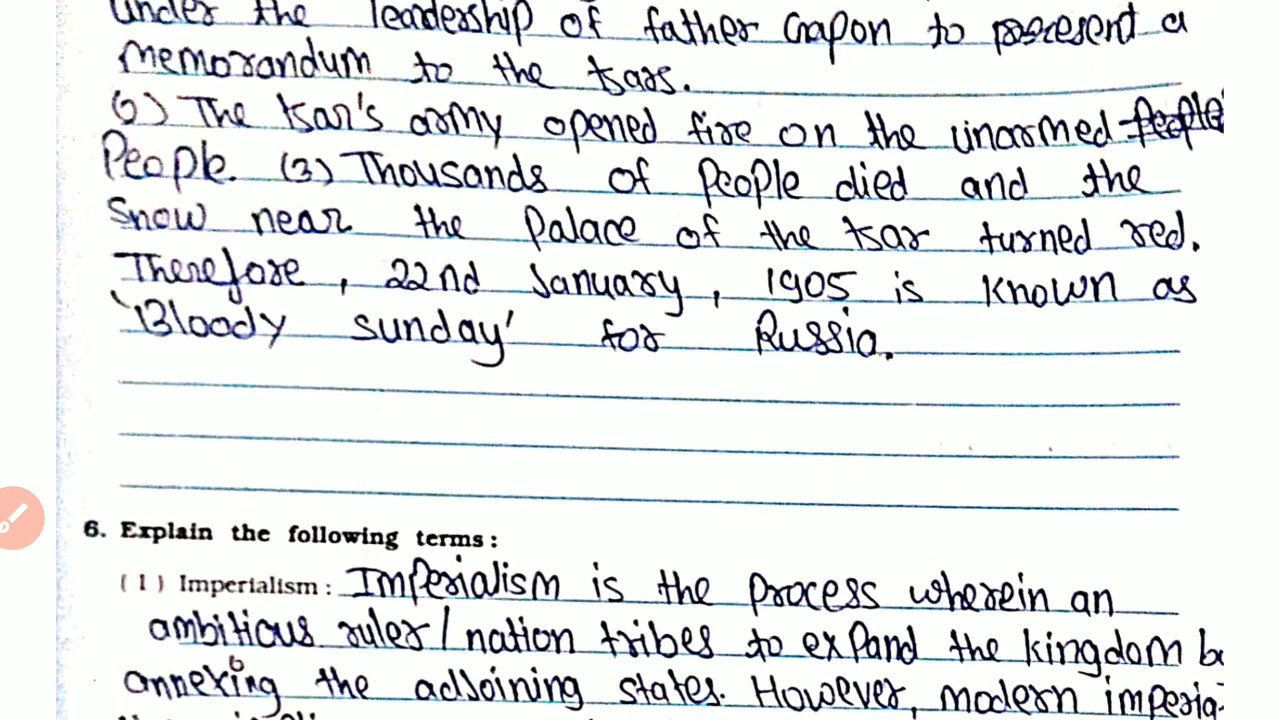 under the leadership of father Gapon to present a
memorandum to the tsars.
The tsar's army opened fire on the unarmed people
People. (3) Thousands of people died and the
snow near the palace of the tsar turned red.
Therefore, 22nd January, 1905 is known as
'Bloody sunday' for Russia.
6. Explain the following terms:
(1) Imperialism: Imperialism is the process wherein an
ambitious ruler/nation tribes to expand the kingdom
annexing the adjoining states. However, modern imperia-